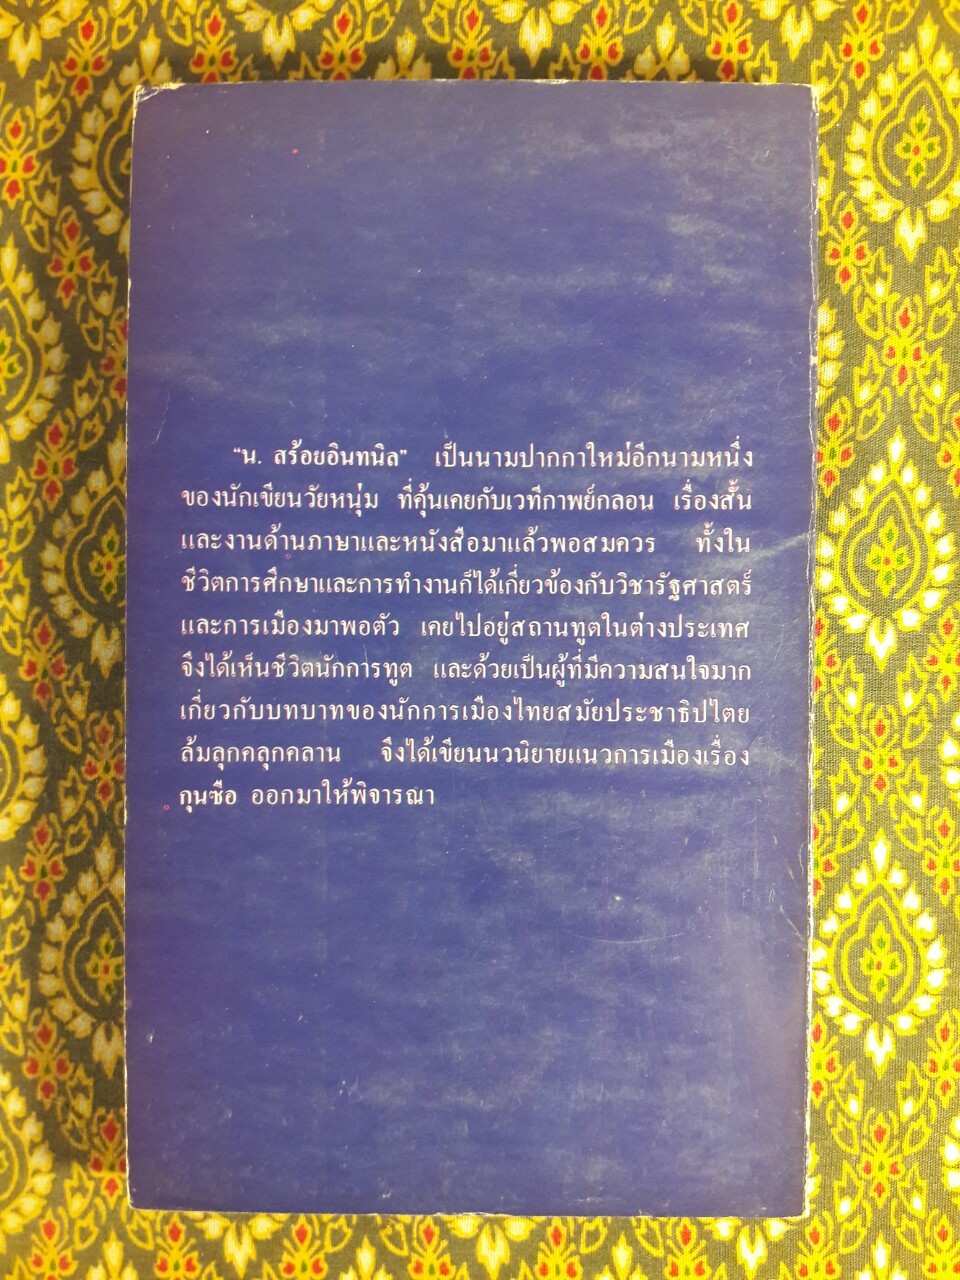 "น. สร้อยอินทนิล" เป็นนามปากกาใหม่อีกนามหนึ่ง
ของนักเขียนวัยหนุ่ม ที่คุ้นเคยกับเวทีกาพย์กลอน เรื่องสั้น
และงานด้านภาษาและหนังสือมาแล้วพอสมควร ทั้งใน
ชีวิตการศึกษาและการทำงานก็ได้เกี่ยวข้องกับวิชารัฐศาสตร์
และการเมืองมาพอตัว เคยไปอยู่สถานทูตในต่างประเทศ
จึงได้เห็นชีวิตนักการทูต และด้วยเป็นผู้ที่มีความสนใจมาก
เกี่ยวกับบทบาทของนักการเมืองไทยสมัยประชาธิปไตย
ล้มลุกคลุกคลาน จึงได้เขียนนวนิยายแนวการเมืองเรื่อง
กุนซือ ออกมาให้พิจารณา